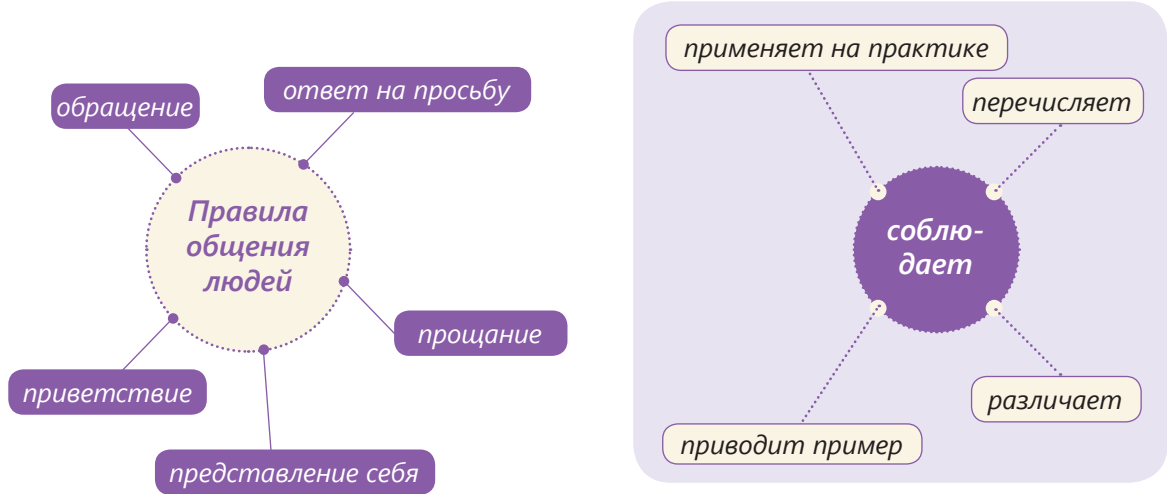 обращение
ответ на просьбу
Правила
общения
людей
прощание
приветствие
представление себя
применяет на практике
перечисляет
соблю-
дает
различает
приводит пример